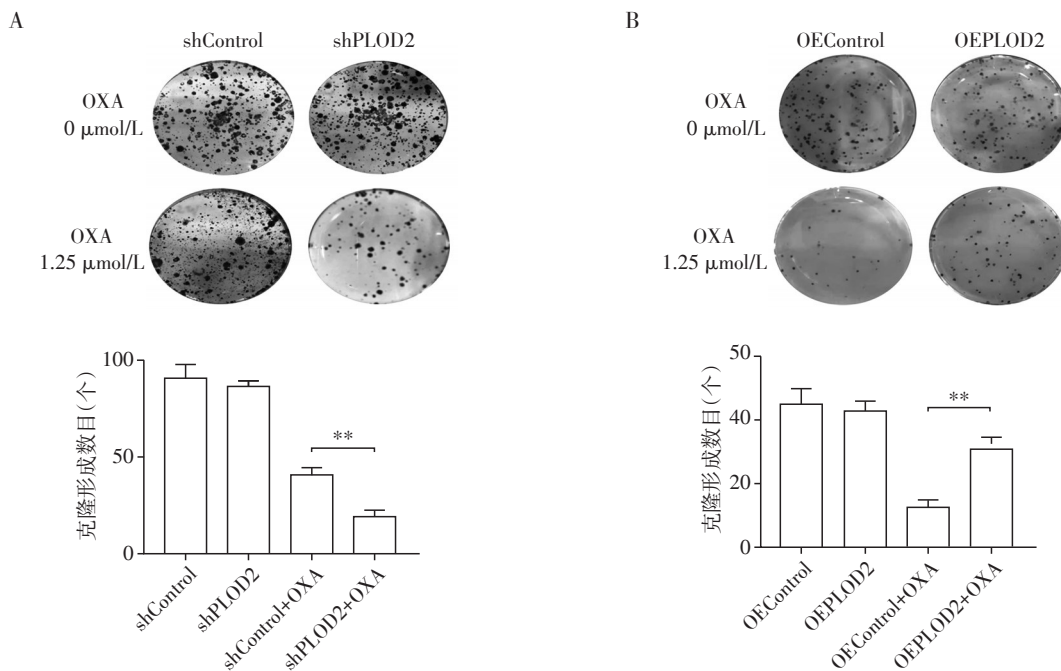 A
shControl shPLOD2
OXA
0 μmol/L
OXA
1.25 μmol/L
克隆形成数目(个)
100
50
0
**
shControl
shPLOD2
shControl+OXA
shPLOD2+OXA
B
OEControl OEPLOD2
OXA
0 μmol/L
OXA
1.25 μmol/L
克隆形成数目(个)
50
40
20
0
**
OEControl
OEPLOD2
OEControl+OXA
OEPLOD2+OXA